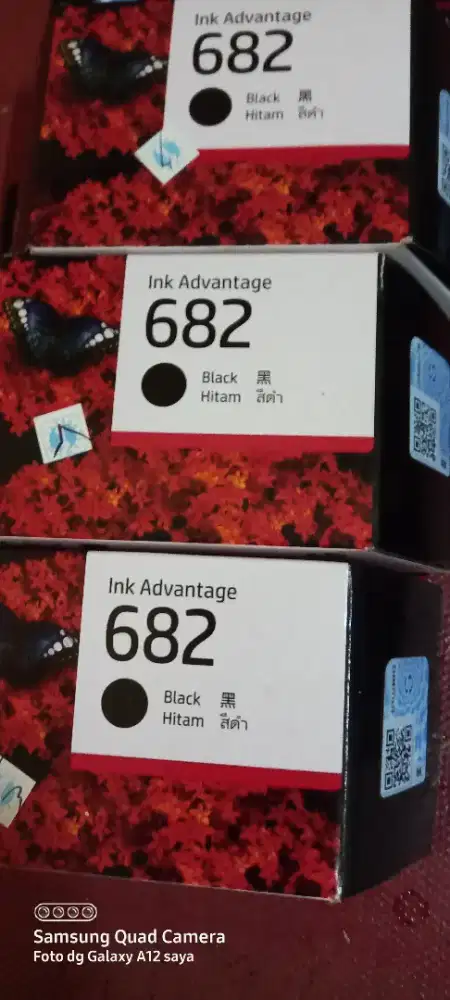 Ink Advantage
682
Black 黑
Hitam สีดำ
Ink Advantage
682
Black 黑
Hitam สีดำ
Ink Advantage
682
Black 黑
Hitam สีดำ
Samsung Quad Camera
Foto dg Galaxy A12 saya